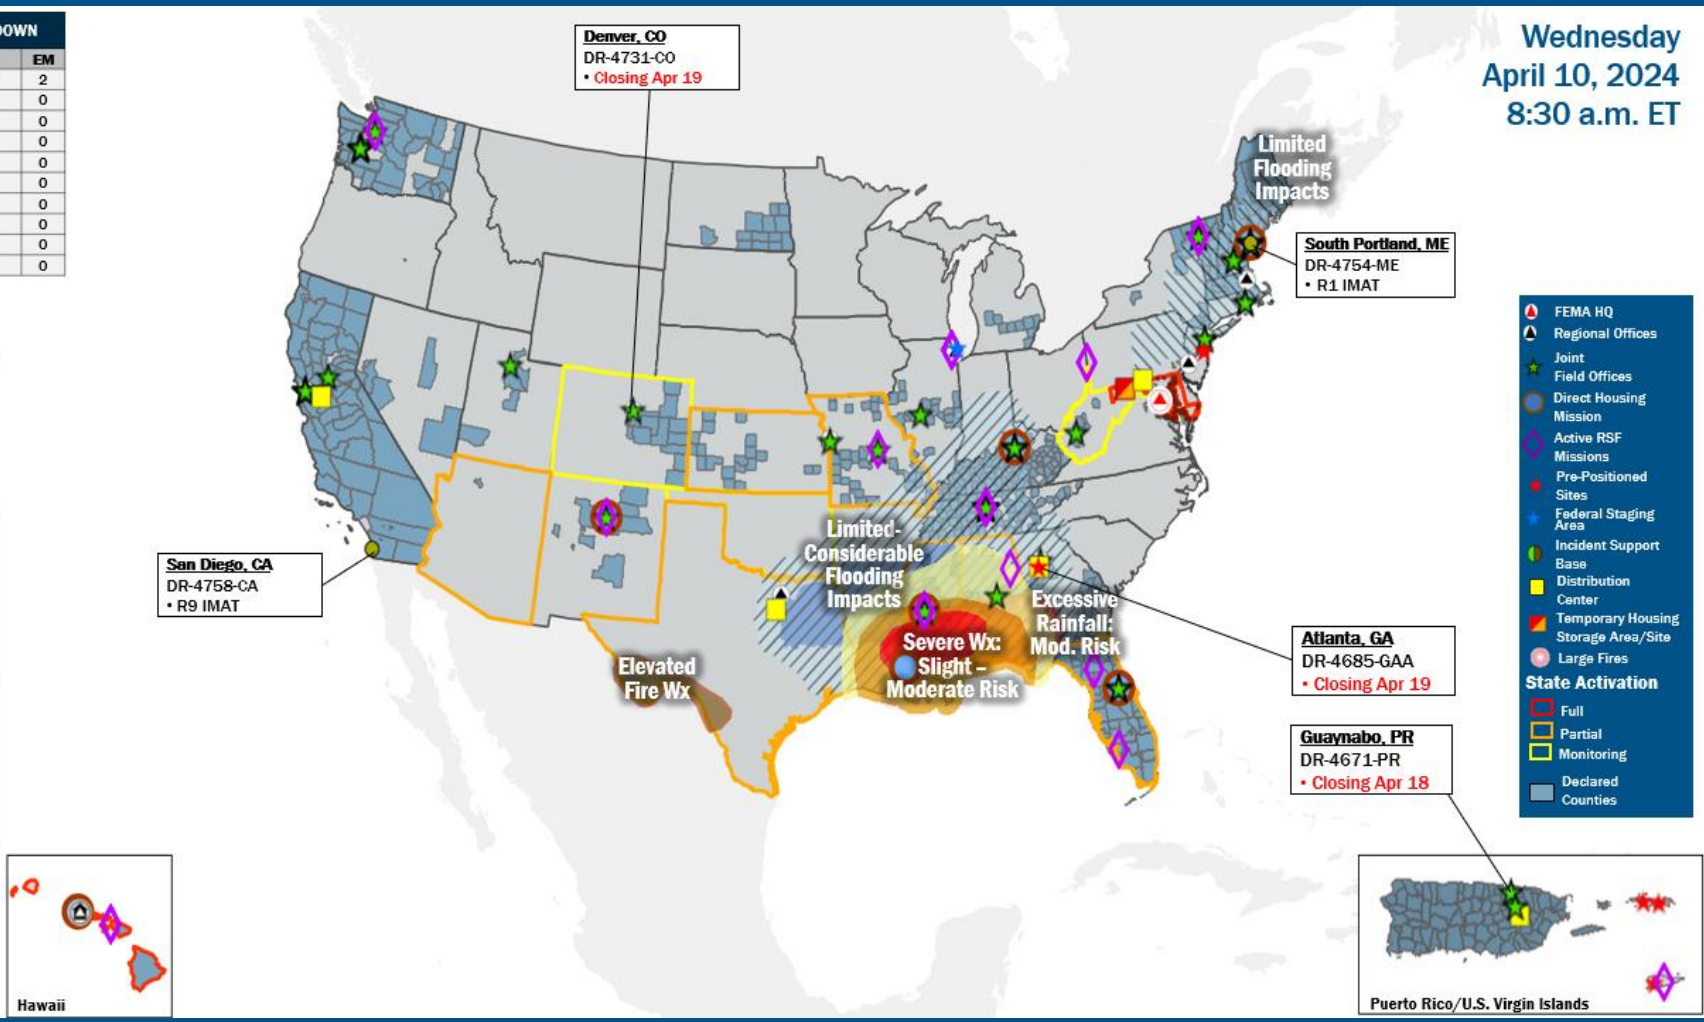 DOWN
EM
2
0
0
0
0
0
0
0
0
0
Wednesday
April 10, 2024
8:30 a.m. ET
Denver, CO
DR-4731-CO
• Closing Apr 19
Limited
Flooding
Impacts
South Portland, ME
DR-4754-ME
• R1 IMAT
San Diego, CA
DR-4758-CA
• R9 IMAT
Limited-
Considerable
Flooding
Impacts
Excessive
Rainfall:
Mod. Risk
Severe Wx:
Slight –
Moderate Risk
Elevated
Fire Wx
Atlanta, GA
DR-4685-GAA
• Closing Apr 19
Guaynabo, PR
DR-4671-PR
• Closing Apr 18
FEMA HQ
Regional Offices
Joint
Field Offices
Direct Housing
Mission
Active RSF
Missions
Pre-Positioned
Sites
Federal Staging
Area
Incident Support
Base
Distribution
Center
Temporary Housing
Storage Area/Site
Large Fires
State Activation
Full
Partial
Monitoring
Declared
Counties
Hawaii
Puerto Rico/U.S. Virgin Islands